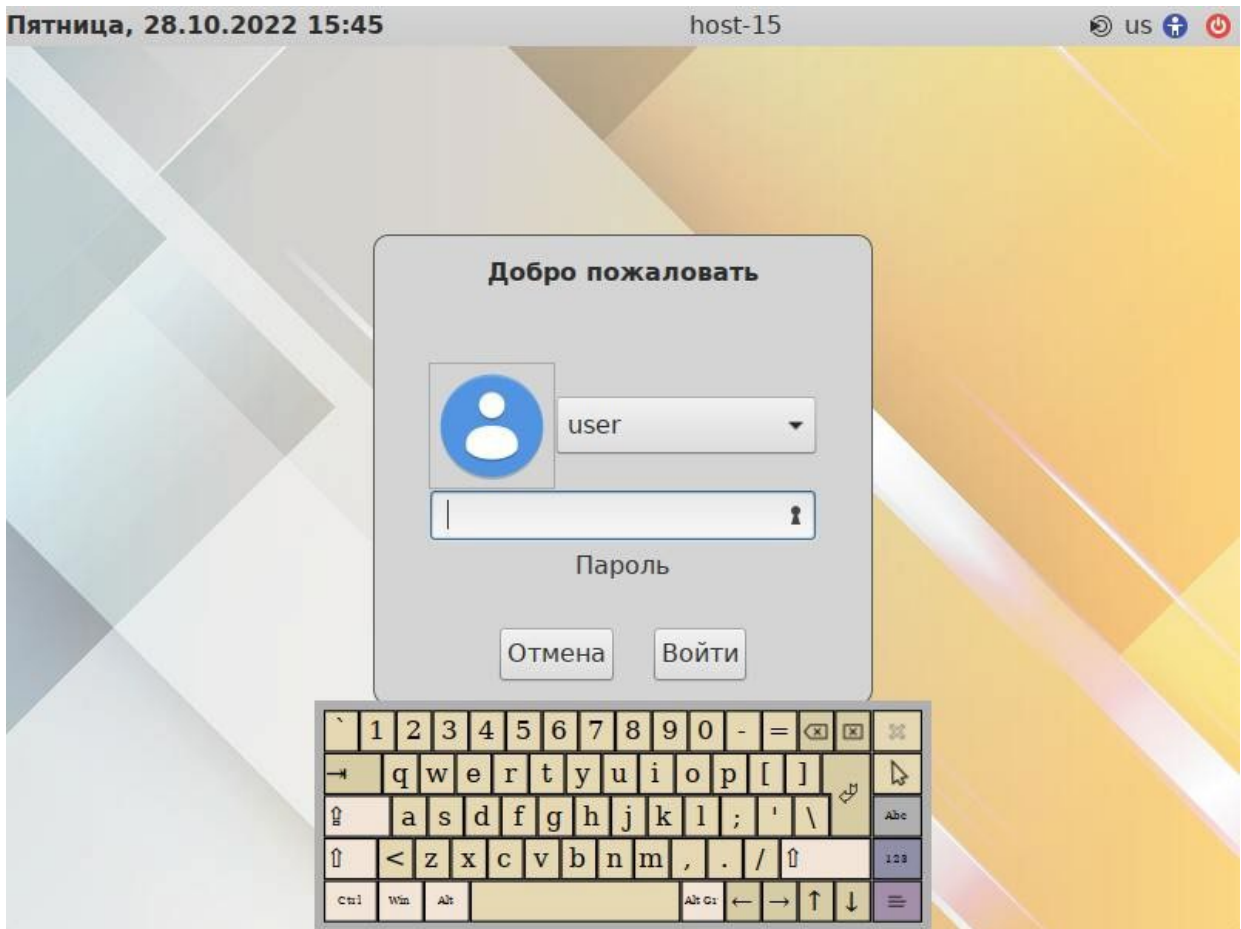 Пятница, 28.10.2022 15:45 host-15 us
Добро пожаловать
user
Пароль
Отмена Войти
` 1 2 3 4 5 6 7 8 9 0 - =
q w e r t y u i o p [ ]
a s d f g h j k l ; ' \ Abc
< z x c v b n m , . / 123
Ctrl Win Alt Alt Gr ← → ↑ ↓